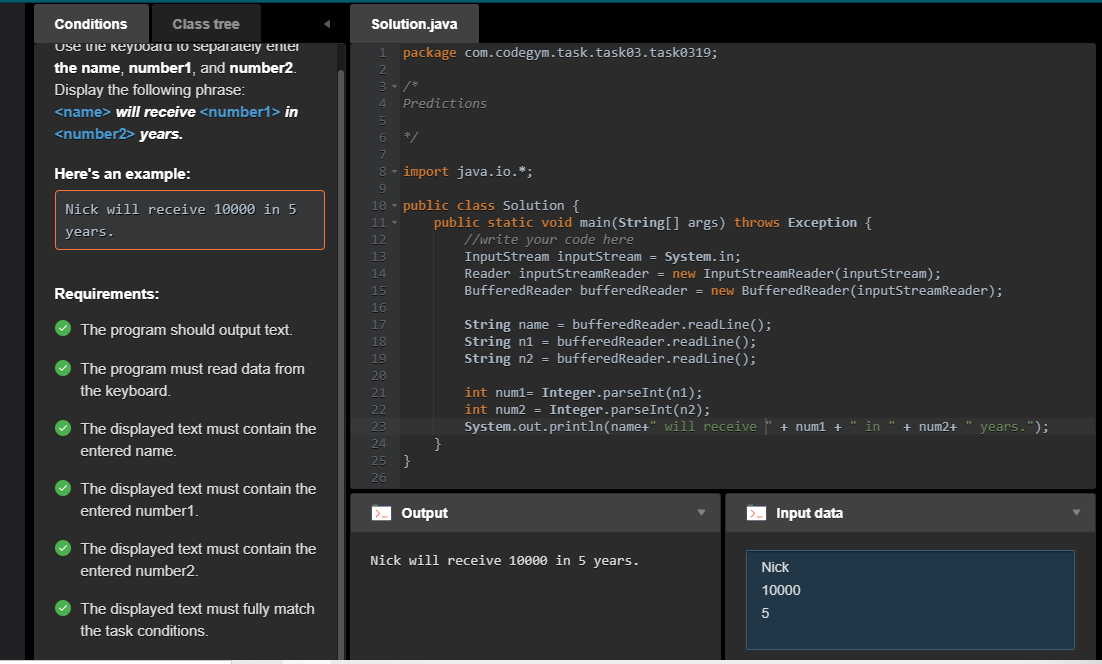 Conditions
Class tree
Use the keyboard to separately enter
the name, number1, and number2.
Display the following phrase:
<name> will receive <number1> in
<number2> years.
Here's an example:
Nick will receive 10000 in 5
years.
Requirements:
The program should output text.
The program must read data from
the keyboard.
The displayed text must contain the
entered name.
The displayed text must contain the
entered number1.
The displayed text must contain the
entered number2.
The displayed text must fully match
the task conditions.
Solution.java
1 package com.codegym.task.task03.task0319;
2
3 /*
4 Predictions
5
6 */
7
8 import java.io.*;
9
10 public class Solution {
11 public static void main(String[] args) throws Exception {
12 //write your code here
13 InputStream inputStream = System.in;
14 Reader inputStreamReader = new InputStreamReader(inputStream);
15 BufferedReader bufferedReader = new BufferedReader(inputStreamReader);
16
17 String name = bufferedReader.readLine();
18 String n1 = bufferedReader.readLine();
19 String n2 = bufferedReader.readLine();
20
21 int num1= Integer.parseInt(n1);
22 int num2 = Integer.parseInt(n2);
23 System.out.println(name+" will receive " + num1 + " in " + num2+ " years.");
24 }
25 }
26
Output
Nick will receive 10000 in 5 years.
Input data
Nick
10000
5